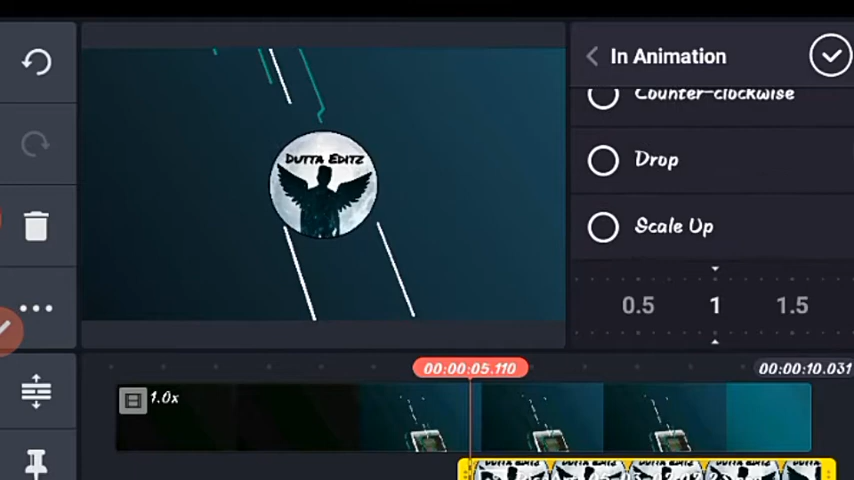 In Animation
Counter-clockwise
Drop
DUTTA EDITZ
Scale Up
0.5 1 1.5
00:00:05.110
00:00:10.031
1.0x